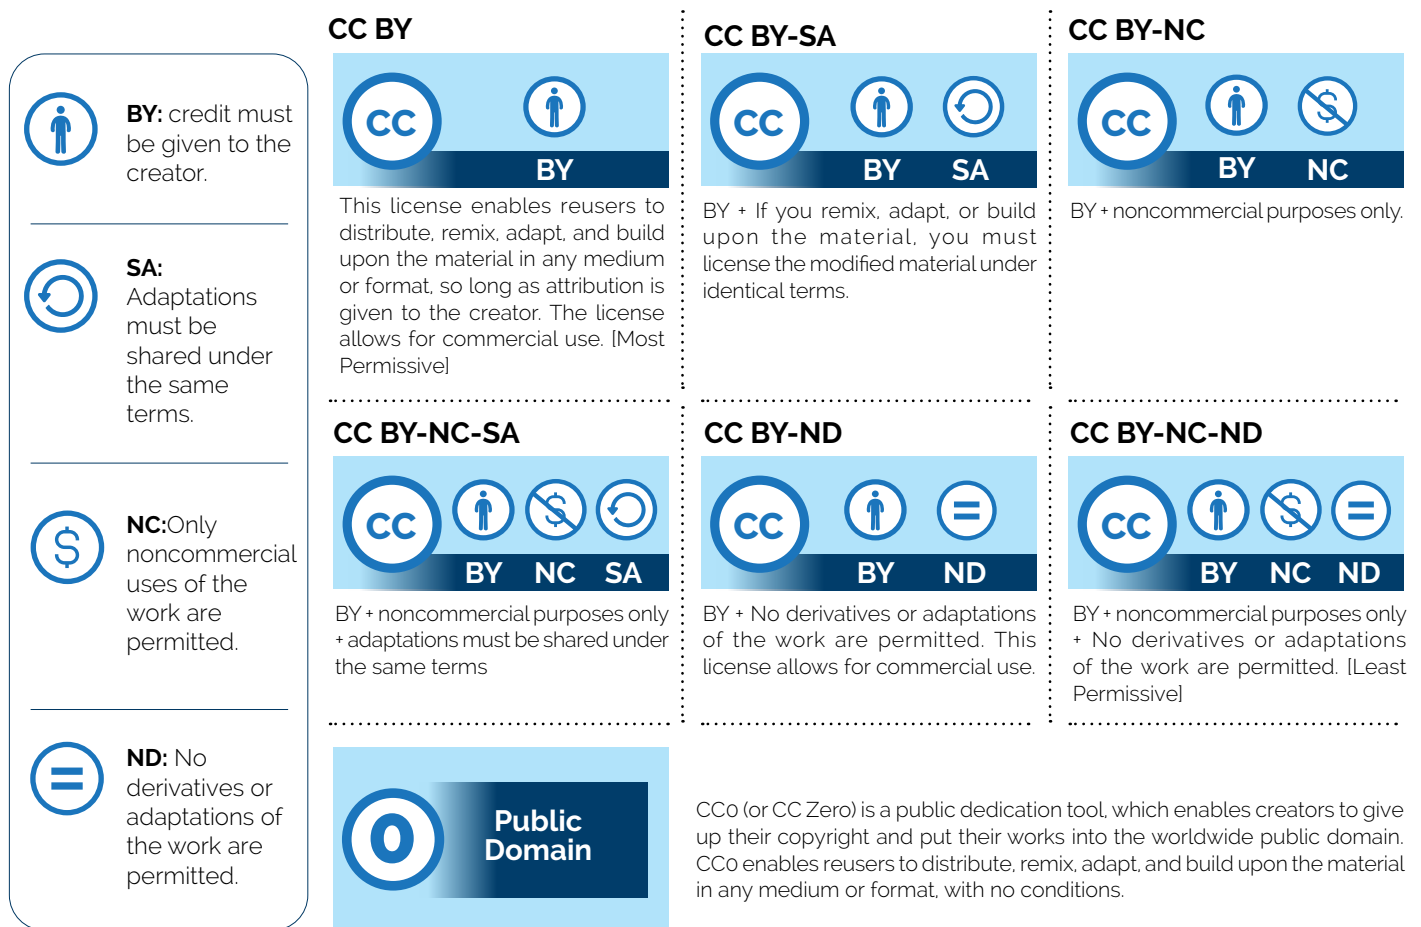 BY: credit must
be given to the
creator.
SA:
Adaptations
must be
shared under
the same
terms.
NC:Only
noncommercial
uses of the
work are
permitted.
ND: No
derivatives or
adaptations of
the work are
permitted.
CC BY
CC
BY
This license enables reusers to
distribute, remix, adapt, and build
upon the material in any medium
or format, so long as attribution is
given to the creator. The license
allows for commercial use. [Most
Permissive]
CC BY-SA
CC
BY SA
BY + If you remix, adapt, or build
upon the material, you must
license the modified material under
identical terms.
CC BY-NC
CC
BY NC
BY + noncommercial purposes only.
CC BY-NC-SA
CC
BY NC SA
BY + noncommercial purposes only
+ adaptations must be shared under
the same terms
CC BY-ND
CC
BY ND
BY + No derivatives or adaptations
of the work are permitted. This
license allows for commercial use.
CC BY-NC-ND
CC
BY NC ND
BY + noncommercial purposes only
+ No derivatives or adaptations
of the work are permitted. [Least
Permissive]
0
Public
Domain
CC0 (or CC Zero) is a public dedication tool, which enables creators to give
up their copyright and put their works into the worldwide public domain.
CC0 enables reusers to distribute, remix, adapt, and build upon the material
in any medium or format, with no conditions.